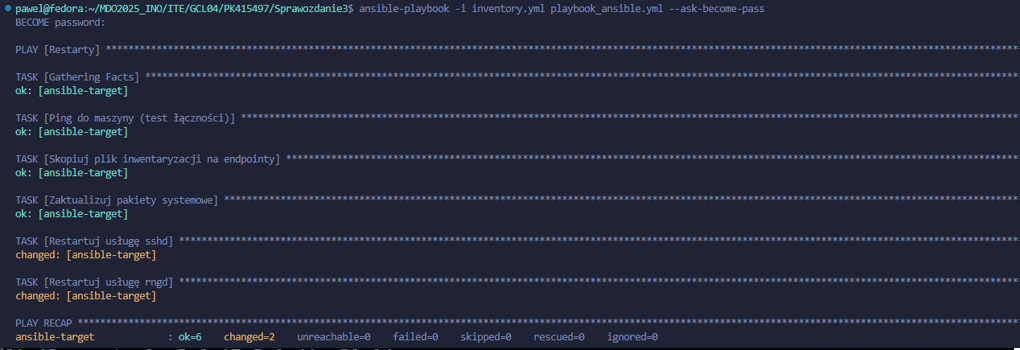 pawel@fedora:~/MDO2025_INO/ITE/GCL04/PK415497/Sprawozdanie3$ ansible-playbook -i inventory.yml playbook_ansible.yml --ask-become-pass
BECOME password:
PLAY [Restarty] ****************************************************************************************************
TASK [Gathering Facts] ****************************************************************************************************
ok: [ansible-target]
TASK [Ping do maszyny (test łączności)] ****************************************************************************************************
ok: [ansible-target]
TASK [Skopiuj plik inwentaryzacji na endpointy] ****************************************************************************************************
ok: [ansible-target]
TASK [Zaktualizuj pakiety systemowe] ****************************************************************************************************
ok: [ansible-target]
TASK [Restartuj usługę sshd] ****************************************************************************************************
changed: [ansible-target]
TASK [Restartuj usługę rngd] ****************************************************************************************************
changed: [ansible-target]
PLAY RECAP ****************************************************************************************************
ansible-target : ok=6 changed=2 unreachable=0 failed=0 skipped=0 rescued=0 ignored=0